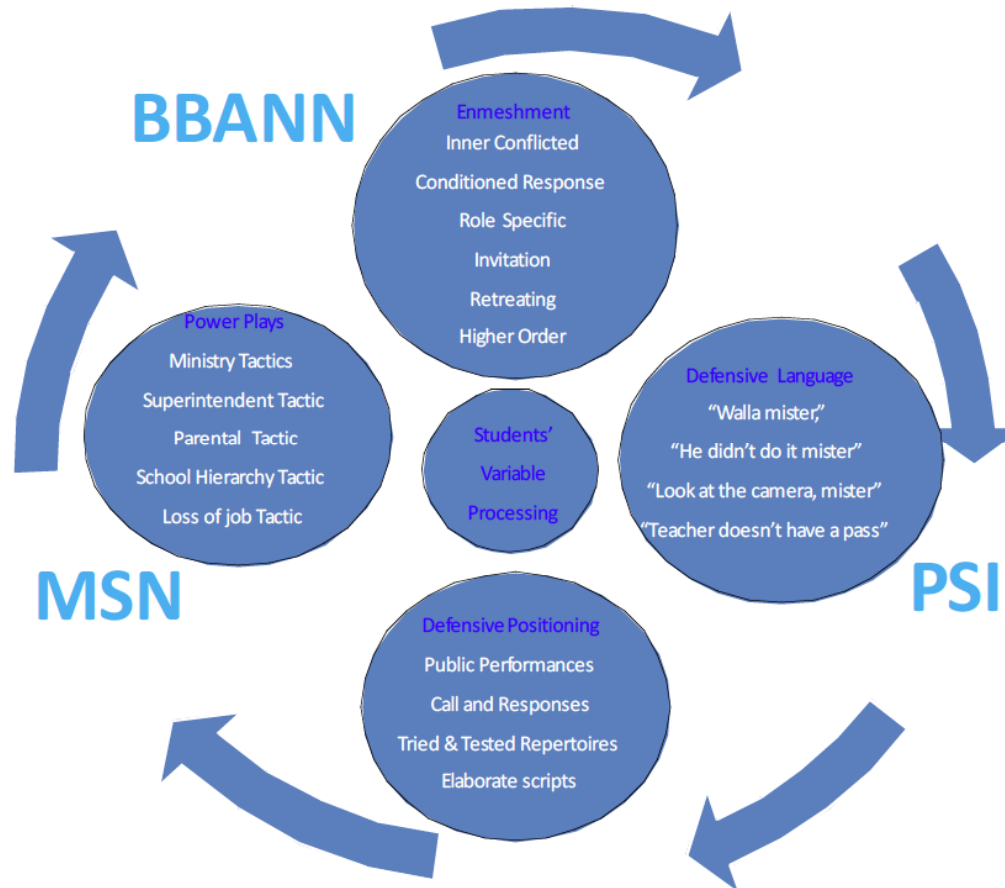 BBANN
Enmeshment
Inner Conflicted
Conditioned Response
Role Specific
Invitation
Retreating
Higher Order
Power Plays
Ministry Tactics
Superintendent Tactic
Parental Tactic
School Hierarchy Tactic
Loss of job Tactic
Students’
Variable
Processing
Defensive Language
“Walla mister,”
“He didn’t do it mister”
“Look at the camera, mister”
“Teacher doesn’t have a pass”
MSN
PSI
Defensive Positioning
Public Performances
Call and Responses
Tried & Tested Repertoires
Elaborate scripts